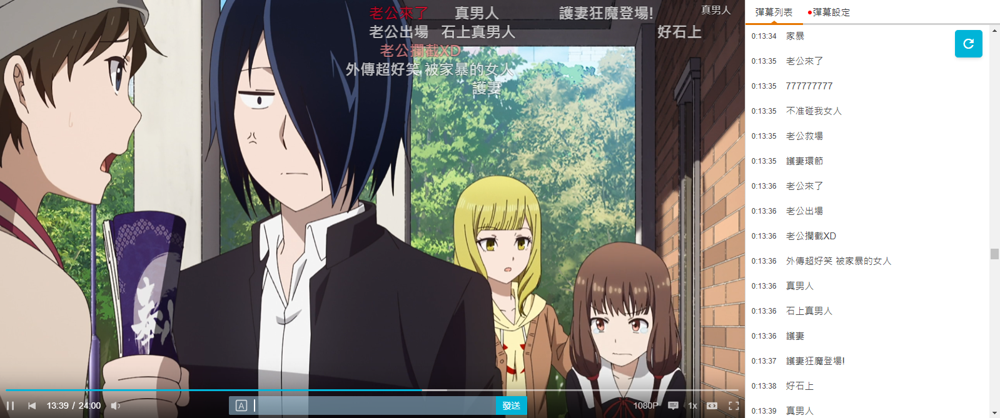 老公來了 真男人 護妻狂魔登場! 真男人
老公出場 石上真男人 好石上
老公攔截XD
外傳超好笑 被家暴的女人
護妻
13:39 / 24:00
A
發送
1080P
1x
彈幕列表 彈幕設定
0:13:34 家暴
0:13:35 老公來了
0:13:35 777777777
0:13:35 不准碰我女人
0:13:35 老公救場
0:13:35 護妻環節
0:13:36 老公來了
0:13:36 老公出場
0:13:36 老公攔截XD
0:13:36 外傳超好笑 被家暴的女人
0:13:36 真男人
0:13:36 石上真男人
0:13:36 護妻
0:13:37 護妻狂魔登場!
0:13:38 好石上
0:13:39 真男人